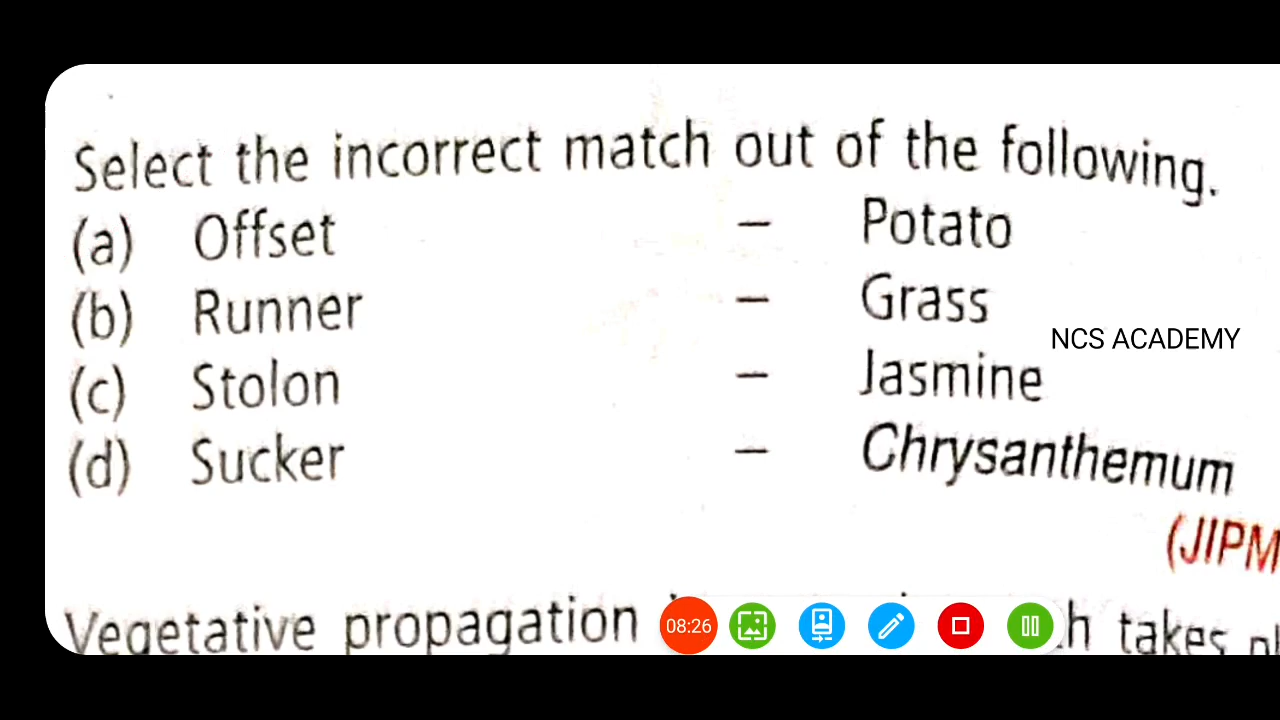 Select the incorrect match out of the following.
(a) Offset – Potato
(b) Runner – Grass
NCS ACADEMY
(c) Stolon – Jasmine
(d) Sucker – Chrysanthemum
(JIPM
Vegetative propagation
08:26
takes